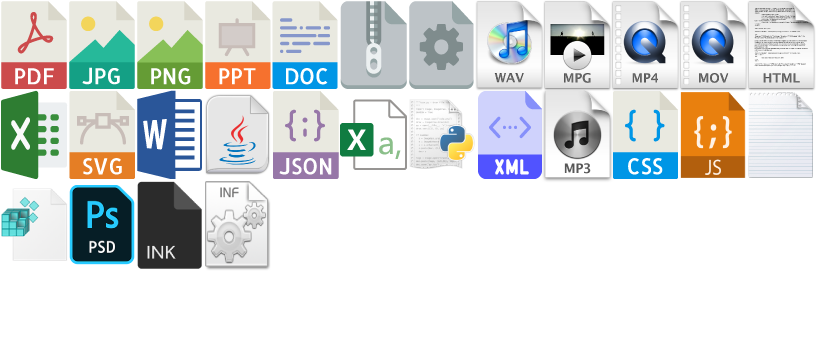 PDF
JPG
PNG
PPT
DOC
WAV
MPG
MP4
MOV
HTML
X
SVG
W
{;} JSON
X a,
<···> XML
MP3
{ } CSS
{;} JS
Ps
PSD
INK
INF